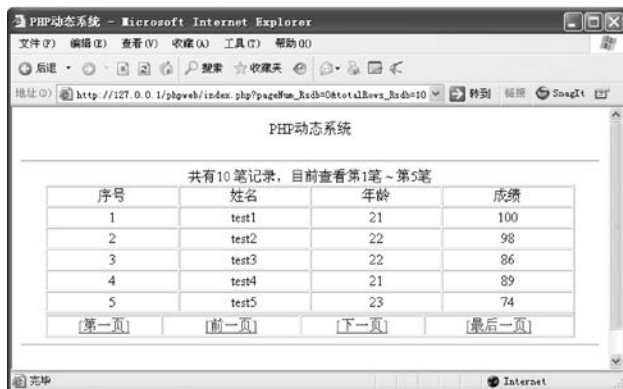 PHP动态系统 - Microsoft Internet Explorer
文件(F) 编辑(E) 查看(V) 收藏(A) 工具(T) 帮助(H)
后退 搜索 收藏夹
地址(D) http://127.0.0.1/phpweb/index.php?pageNum_Rsdb=0&totalRows_Rsdb=10 转到 链接 SnagIt
PHP动态系统
共有10 笔记录，目前查看第1笔～第5笔
序号 姓名 年龄 成绩
1 test1 21 100
2 test2 22 98
3 test3 22 86
4 test4 21 89
5 test5 23 74
[第一页] [前一页] [下一页] [最后一页]
完毕 Internet